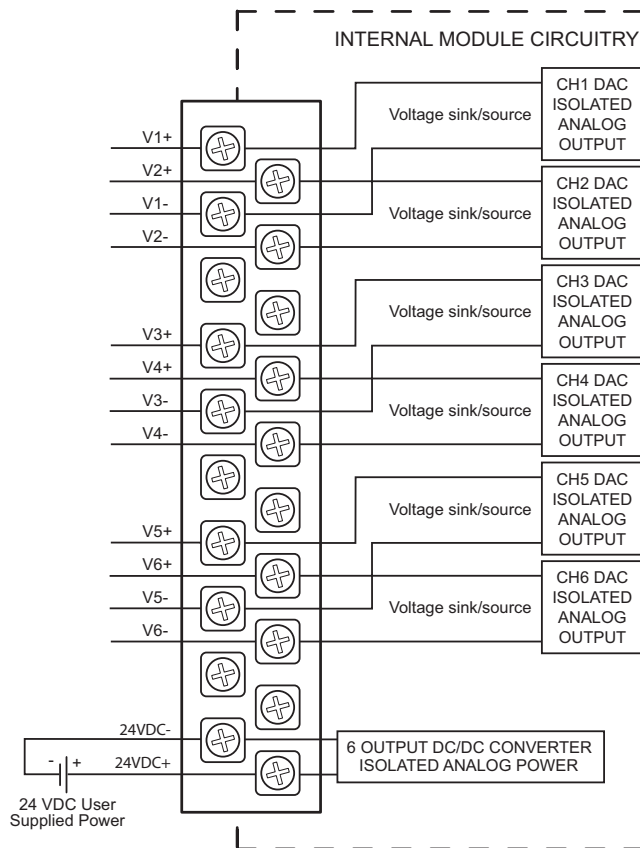 INTERNAL MODULE CIRCUITRY
CH1 DAC
ISOLATED
ANALOG
OUTPUT
Voltage sink/source
V1+
V2+
V1-
V2-
CH2 DAC
ISOLATED
ANALOG
OUTPUT
Voltage sink/source
CH3 DAC
ISOLATED
ANALOG
OUTPUT
Voltage sink/source
V3+
V4+
V3-
V4-
CH4 DAC
ISOLATED
ANALOG
OUTPUT
Voltage sink/source
CH5 DAC
ISOLATED
ANALOG
OUTPUT
Voltage sink/source
V5+
V6+
V5-
V6-
CH6 DAC
ISOLATED
ANALOG
OUTPUT
Voltage sink/source
24VDC-
- + 24VDC+
24 VDC User
Supplied Power
6 OUTPUT DC/DC CONVERTER
ISOLATED ANALOG POWER